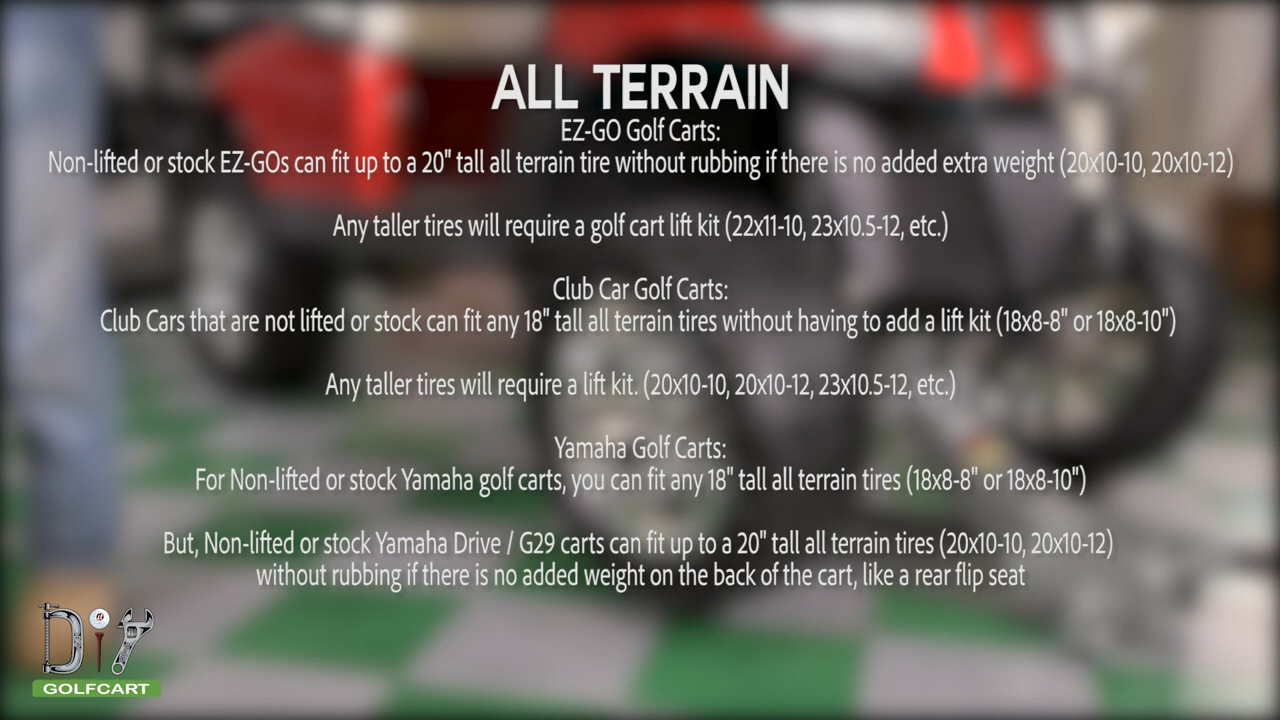 ALL TERRAIN
EZ-GO Golf Carts:
Non-lifted or stock EZ-GOs can fit up to a 20" tall all terrain tire without rubbing if there is no added extra weight (20x10-10, 20x10-12)
Any taller tires will require a golf cart lift kit (22x11-10, 23x10.5-12, etc.)
Club Car Golf Carts:
Club Cars that are not lifted or stock can fit any 18" tall all terrain tires without having to add a lift kit (18x8-8" or 18x8-10")
Any taller tires will require a lift kit. (20x10-10, 20x10-12, 23x10.5-12, etc.)
Yamaha Golf Carts:
For Non-lifted or stock Yamaha golf carts, you can fit any 18" tall all terrain tires (18x8-8" or 18x8-10")
But, Non-lifted or stock Yamaha Drive / G29 carts can fit up to a 20" tall all terrain tires (20x10-10, 20x10-12)
without rubbing if there is no added weight on the back of the cart, like a rear flip seat
DIY
GOLFCART